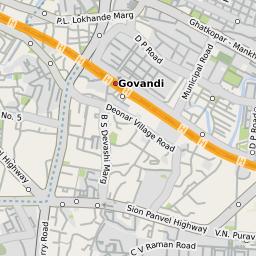 P.L. Lokhande Marg
Ghatkopar - Mankh
D P Road
Municipal Road
Govandi
No. 5
Deonar Village Road
B S Devashi Marg
D P R
Panvel Highway
Sion Panvel Highway
V.N. Purav
rry Road
C V Raman Road